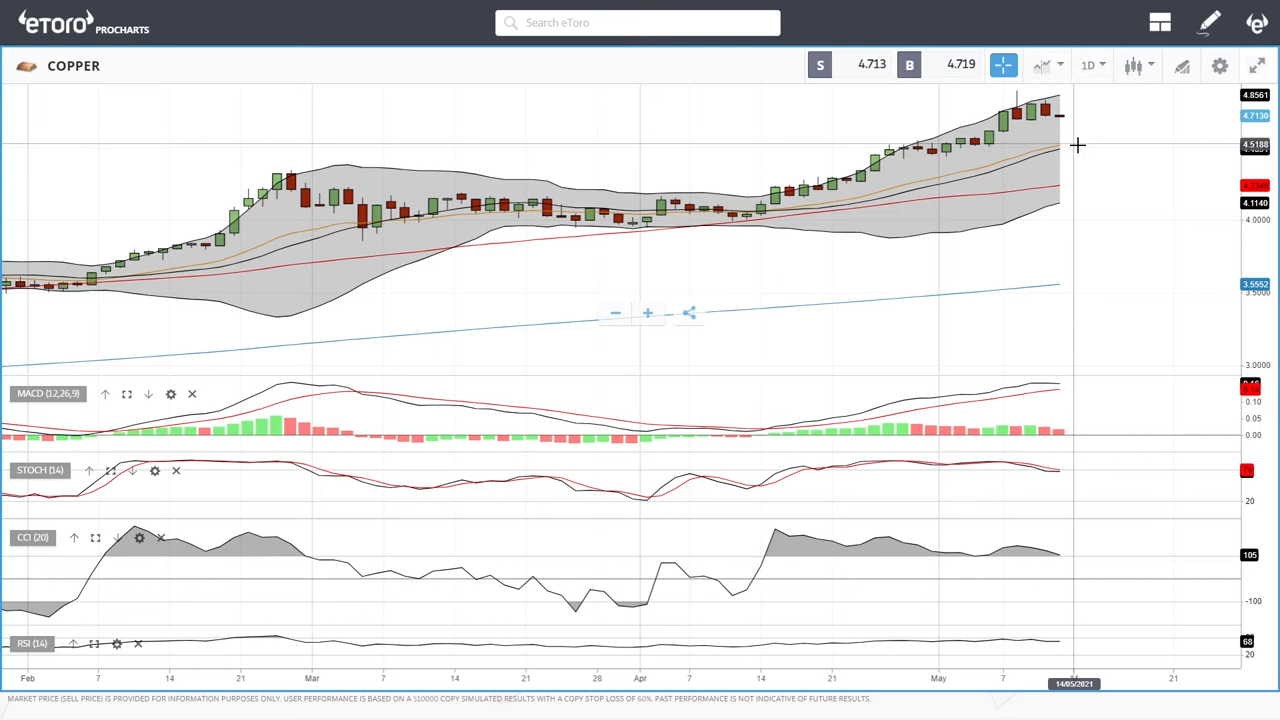 eToro PROCHARTS
Search eToro
COPPER
S 4.713 B 4.719
1D
4.8561
4.7130
4.5188
4.0000
4.1140
3.5552
3.5000
3.0000
MACD (12,26,9)
0.10
0.05
0.00
STOCH (14)
20
CCI (20)
105
-100
RSI (14)
68
20
Feb 7 14 21 Mar 7 14 21 28 Apr 7 14 21 May 7 21
14/05/2021
MARKET PRICE (SELL PRICE) IS PROVIDED FOR INFORMATION PURPOSES ONLY. USER PERFORMANCE IS BASED ON A $10000 COPY SIMULATED RESULTS WITH A COPY STOP LOSS OF 60%. PAST PERFORMANCE IS NOT INDICATIVE OF FUTURE RESULTS.